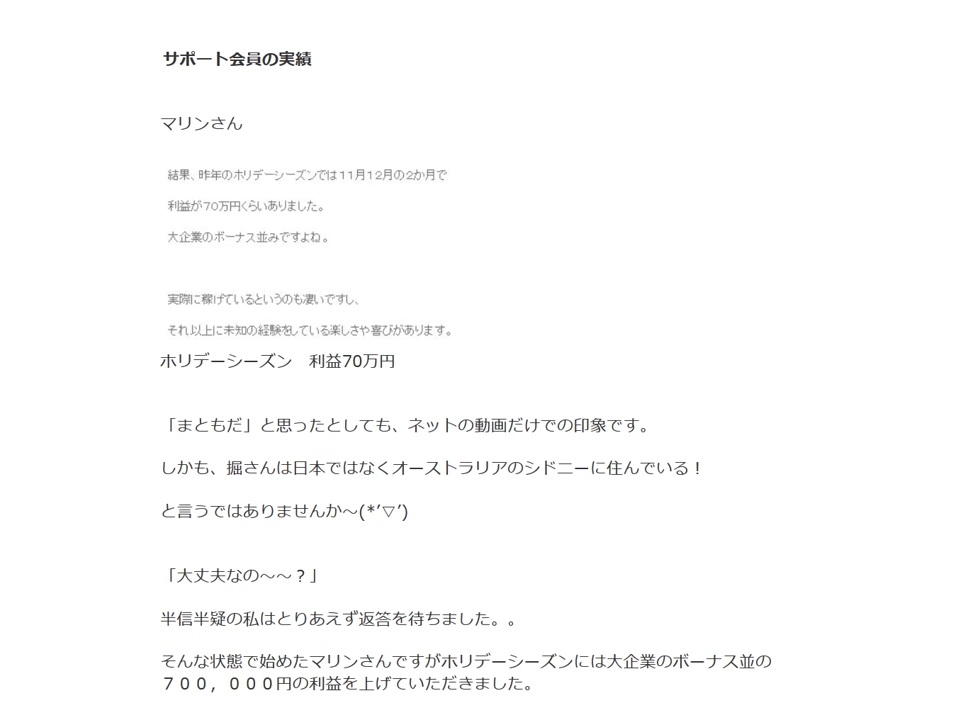 サポート会員の実績
マリンさん
結果、昨年のホリデーシーズンでは11月12月の2か月で
利益が70万円くらいありました。
大企業のボーナス並みですよね。
実際に稼げているというのも凄いですし、
それ以上に未知の経験をしている楽しさや喜びがあります。
ホリデーシーズン　利益70万円
「まともだ」と思ったとしても、ネットの動画だけでの印象です。
しかも、掘さんは日本ではなくオーストラリアのシドニーに住んでいる！
と言うではありませんか～(*’▽’)
「大丈夫なの～～？」
半信半疑の私はとりあえず返答を待ちました。。
そんな状態で始めたマリンさんですがホリデーシーズンには大企業のボーナス並の
７００，０００円の利益を上げていただきました。